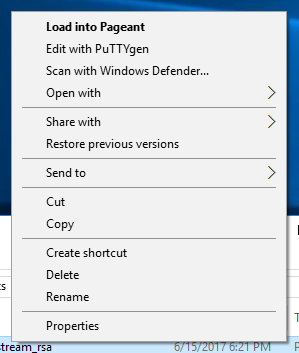 Load into Pageant
Edit with PuTTYgen
Scan with Windows Defender...
Open with
Share with
Restore previous versions
Send to
Cut
Copy
Create shortcut
Delete
Rename
Properties
stream_rsa 6/15/2017 6:21 PM